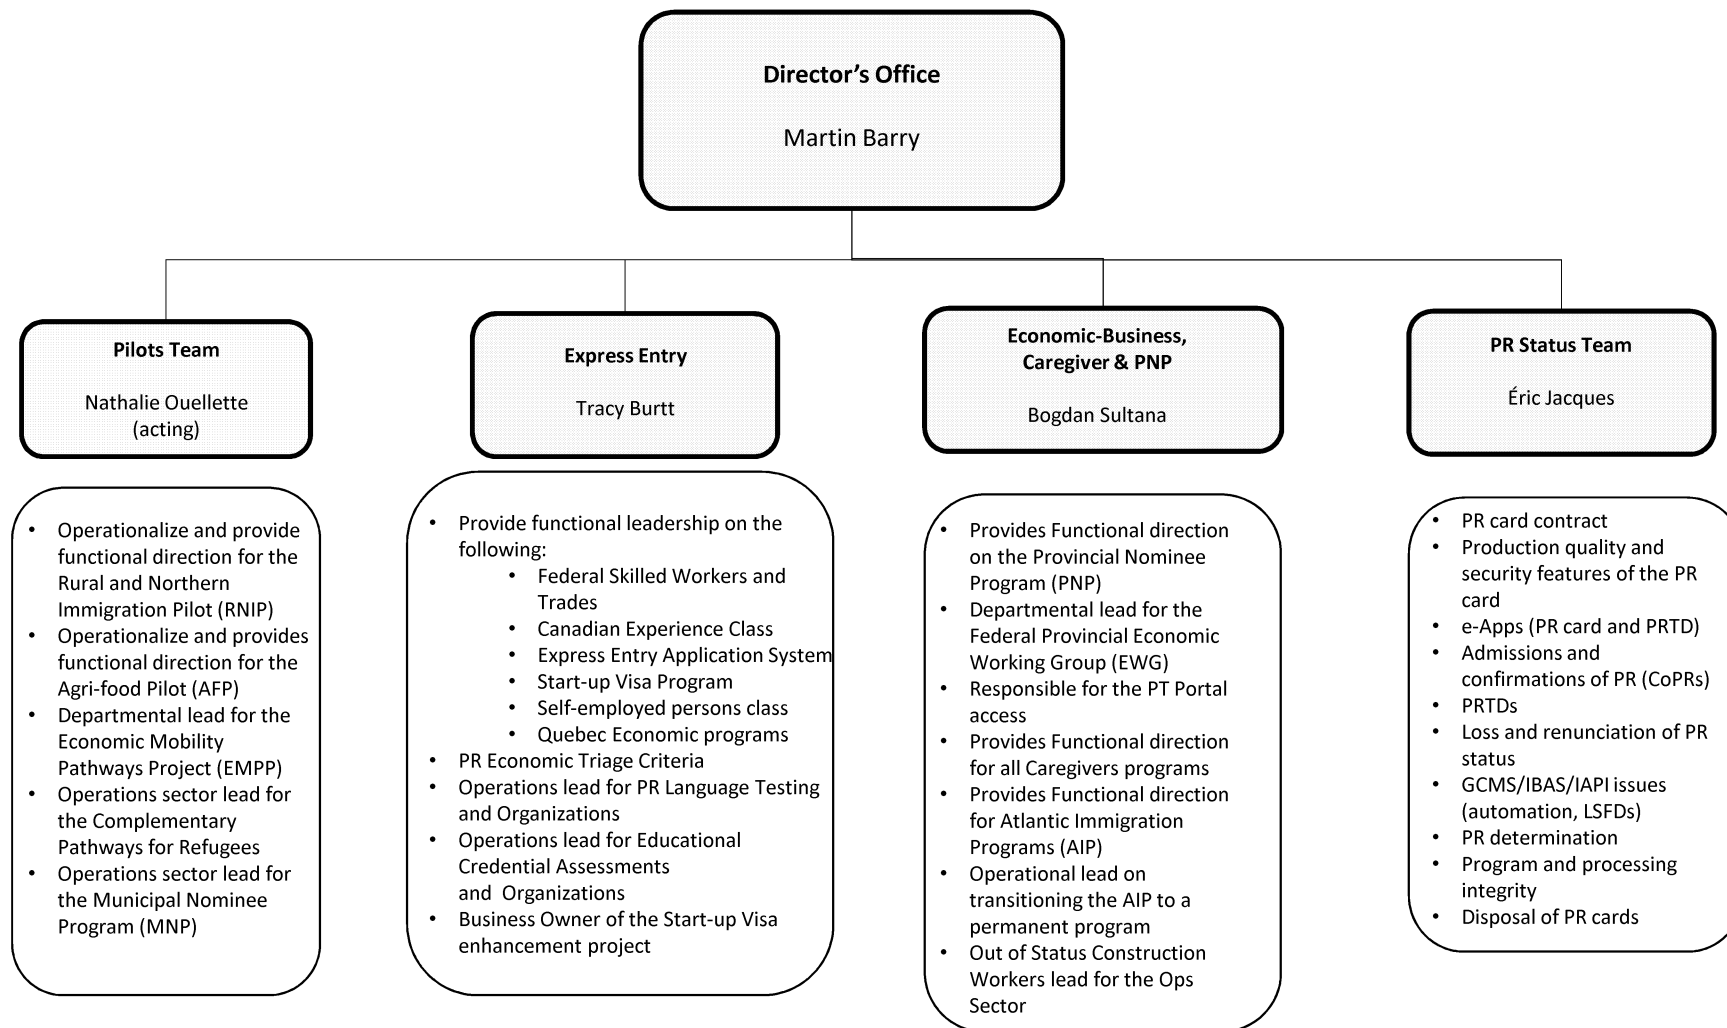 Director’s Office
Martin Barry
Pilots Team
Nathalie Ouellette
(acting)
Express Entry
Tracy Burtt
Economic-Business,
Caregiver & PNP
Bogdan Sultana
PR Status Team
Éric Jacques
• Operationalize and provide
functional direction for the
Rural and Northern
Immigration Pilot (RNIP)
• Operationalize and provides
functional direction for the
Agri-food Pilot (AFP)
• Departmental lead for the
Economic Mobility
Pathways Project (EMPP)
• Operations sector lead for
the Complementary
Pathways for Refugees
• Operations sector lead for
the Municipal Nominee
Program (MNP)
• Provide functional leadership on the
following:
• Federal Skilled Workers and
Trades
• Canadian Experience Class
• Express Entry Application System
• Start-up Visa Program
• Self-employed persons class
• Quebec Economic programs
• PR Economic Triage Criteria
• Operations lead for PR Language Testing
and Organizations
• Operations lead for Educational
Credential Assessments
and Organizations
• Business Owner of the Start-up Visa
enhancement project
• Provides Functional direction
on the Provincial Nominee
Program (PNP)
• Departmental lead for the
Federal Provincial Economic
Working Group (EWG)
• Responsible for the PT Portal
access
• Provides Functional direction
for all Caregivers programs
• Provides Functional direction
for Atlantic Immigration
Programs (AIP)
• Operational lead on
transitioning the AIP to a
permanent program
• Out of Status Construction
Workers lead for the Ops
Sector
• PR card contract
• Production quality and
security features of the PR
card
• e-Apps (PR card and PRTD)
• Admissions and
confirmations of PR (CoPRs)
• PRTDs
• Loss and renunciation of PR
status
• GCMS/IBAS/IAPI issues
(automation, LSFDs)
• PR determination
• Program and processing
integrity
• Disposal of PR cards